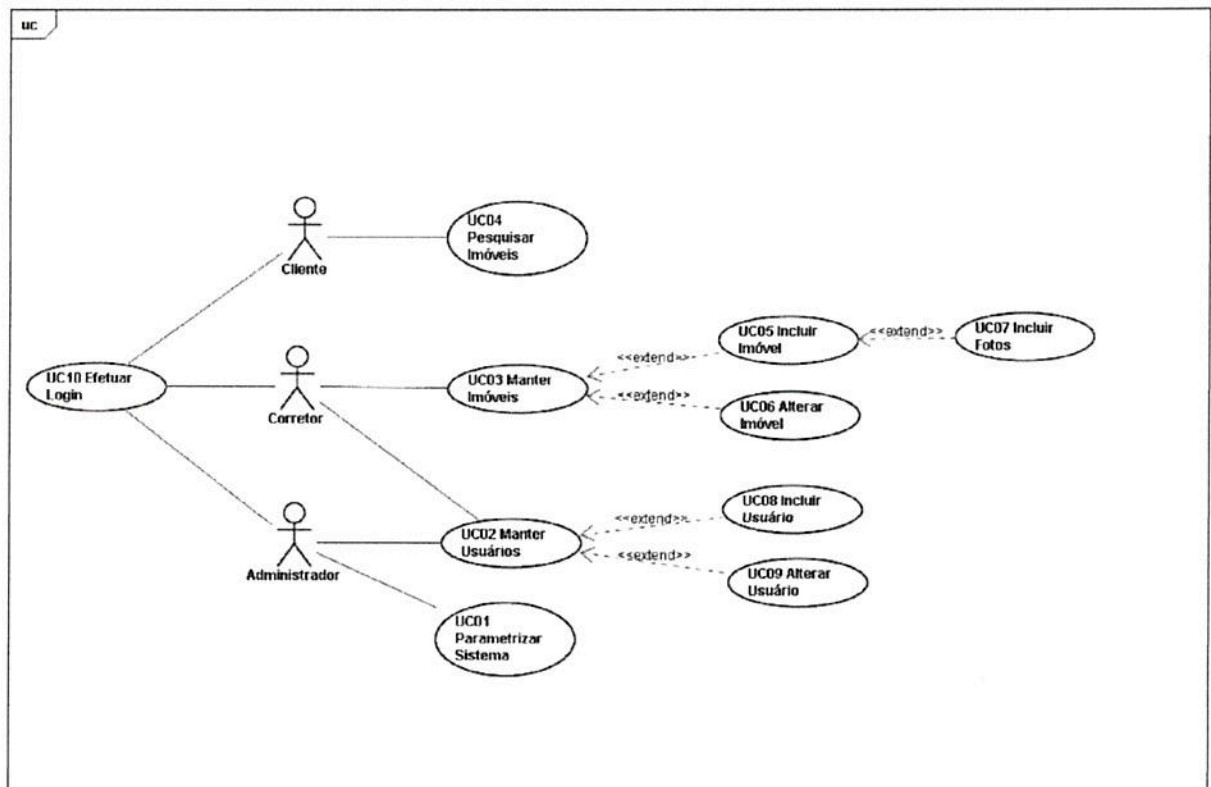 uc
UC04
Pesquisar
Imóveis
Cliente
UC05 Incluir
Imóvel
<<extend>>
UC07 Incluir
Fotos
<<extend>>
UC10 Efetuar
Login
Corretor
UC03 Manter
Imóveis
<<extend>>
UC06 Alterar
Imóvel
UC08 Incluir
Usuário
<<extend>>
Administrador
UC02 Manter
Usuários
<<extend>>
UC09 Alterar
Usuário
UC01
Parametrizar
Sistema